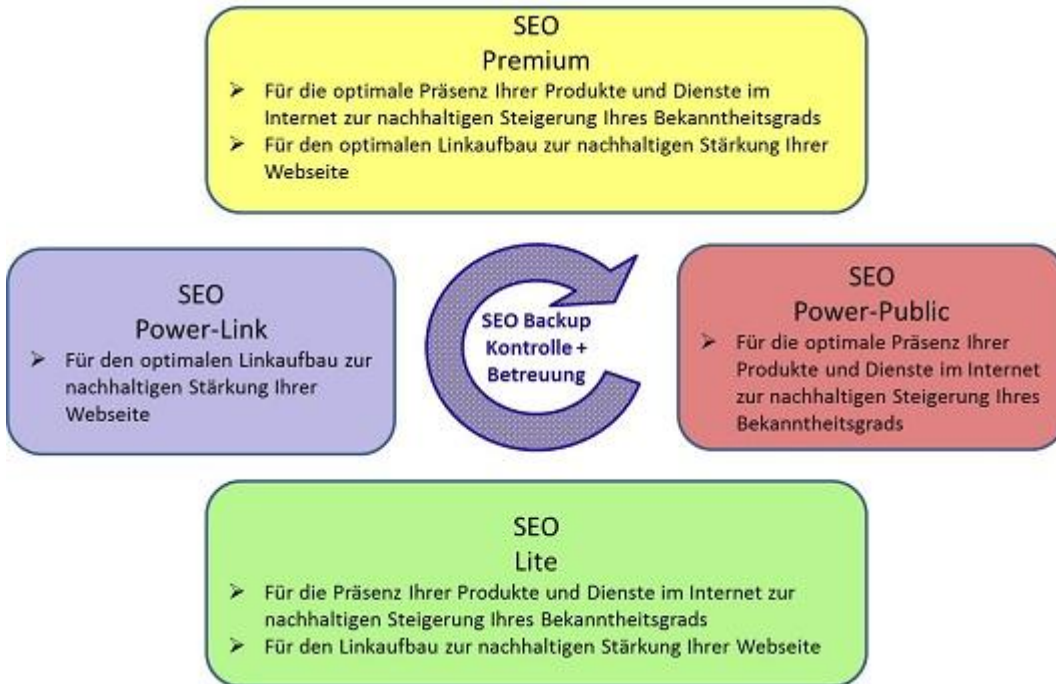 SEO
Premium
➤ Für die optimale Präsenz Ihrer Produkte und Dienste im
Internet zur nachhaltigen Steigerung Ihres Bekanntheitsgrads
➤ Für den optimalen Linkaufbau zur nachhaltigen Stärkung Ihrer
Webseite
SEO
Power-Link
➤ Für den optimalen Linkaufbau zur
nachhaltigen Stärkung Ihrer
Webseite
SEO Backup
Kontrolle +
Betreuung
SEO
Power-Public
➤ Für die optimale Präsenz Ihrer
Produkte und Dienste im Internet
zur nachhaltigen Steigerung Ihres
Bekanntheitsgrads
SEO
Lite
➤ Für die Präsenz Ihrer Produkte und Dienste im Internet zur
nachhaltigen Steigerung Ihres Bekanntheitsgrads
➤ Für den Linkaufbau zur nachhaltigen Stärkung Ihrer Webseite